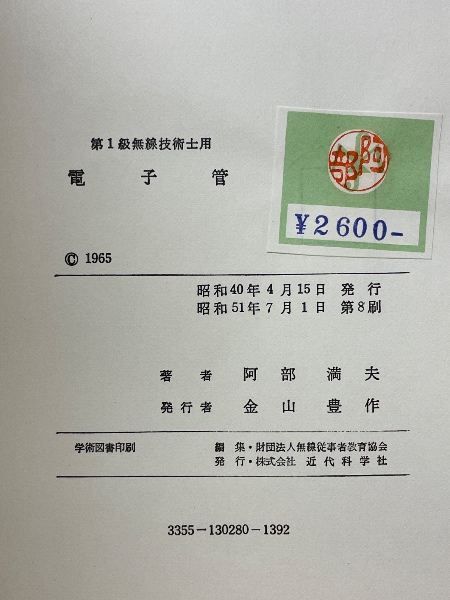 第1級無線技術士用
電子管
阿部
¥2600-
© 1965
昭和40年4月15日 発行
昭和51年7月1日 第8刷
著者 阿部満夫
発行者 金山豊作
学術図書印刷
編集・財団法人無線従事者教育協会
発行・株式会社 近代科学社
3355-130280-1392